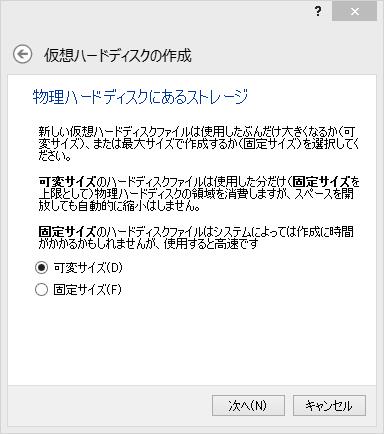 ?
仮想ハードディスクの作成
物理ハードディスクにあるストレージ
新しい仮想ハードディスクファイルは使用したぶんだけ大きくなるか(可
変サイズ)、または最大サイズで作成するか(固定サイズ)を選択してく
ださい。
可変サイズのハードディスクファイルは使用した分だけ(固定サイズを
上限として)物理ハードディスクの領域を消費しますが、スペースを開
放しても自動的に縮小はしません。
固定サイズのハードディスクファイルはシステムによっては作成に時間
がかかるかもしれませんが、使用すると高速です
可変サイズ(D)
固定サイズ(F)
次へ(N)
キャンセル